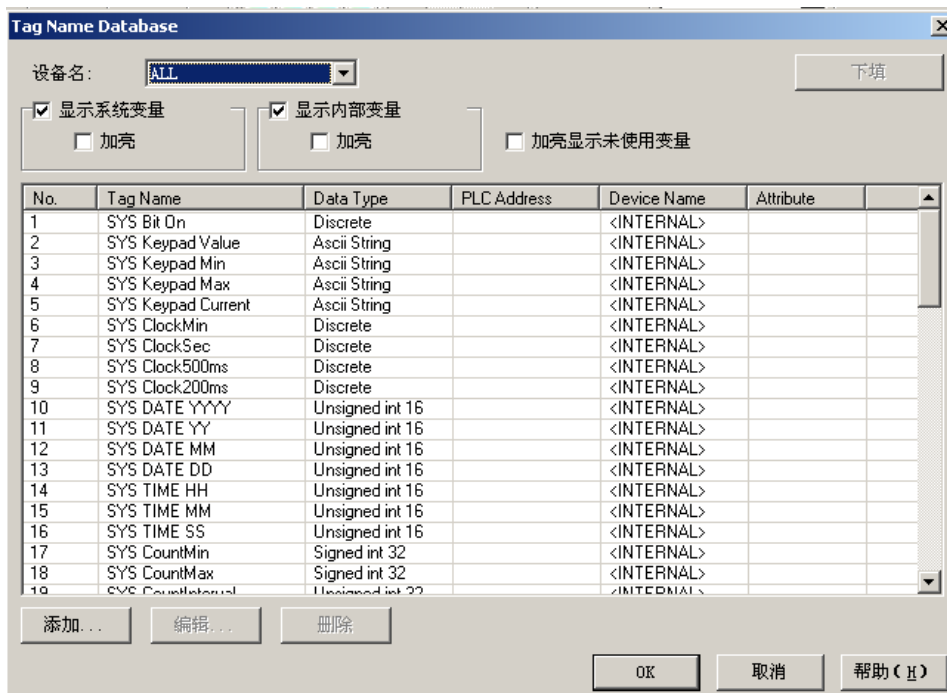 Tag Name Database
设备名: ALL 下填
显示系统变量 显示内部变量
加亮 加亮 加亮显示未使用变量
No. Tag Name Data Type PLC Address Device Name Attribute
1 SYS Bit On Discrete <INTERNAL>
2 SYS Keypad Value Ascii String <INTERNAL>
3 SYS Keypad Min Ascii String <INTERNAL>
4 SYS Keypad Max Ascii String <INTERNAL>
5 SYS Keypad Current Ascii String <INTERNAL>
6 SYS ClockMin Discrete <INTERNAL>
7 SYS ClockSec Discrete <INTERNAL>
8 SYS Clock500ms Discrete <INTERNAL>
9 SYS Clock200ms Discrete <INTERNAL>
10 SYS DATE YYYY Unsigned int 16 <INTERNAL>
11 SYS DATE YY Unsigned int 16 <INTERNAL>
12 SYS DATE MM Unsigned int 16 <INTERNAL>
13 SYS DATE DD Unsigned int 16 <INTERNAL>
14 SYS TIME HH Unsigned int 16 <INTERNAL>
15 SYS TIME MM Unsigned int 16 <INTERNAL>
16 SYS TIME SS Unsigned int 16 <INTERNAL>
17 SYS CountMin Signed int 32 <INTERNAL>
18 SYS CountMax Signed int 32 <INTERNAL>
19 SYS CountInterval Unsigned int 32 <INTERNAL>
添加... 编辑... 删除
OK 取消 帮助(H)